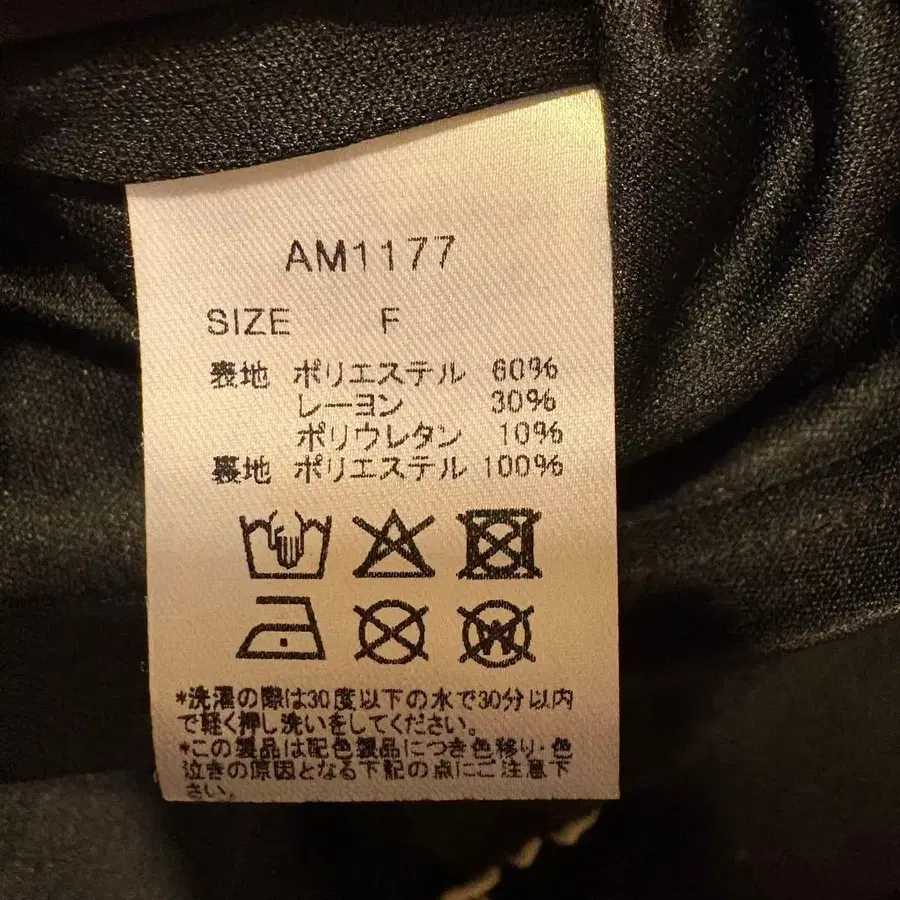 AM1177
SIZE F
表地 ポリエステル 60%
レーヨン 30%
ポリウレタン 10%
裏地 ポリエステル 100%
W
*洗濯の際は30度以下の水で30分以内
で軽く押し洗いをしてください。
*この製品は配色製品につき色移り・色
泣きの原因となる下記の点にご注意下
さい。